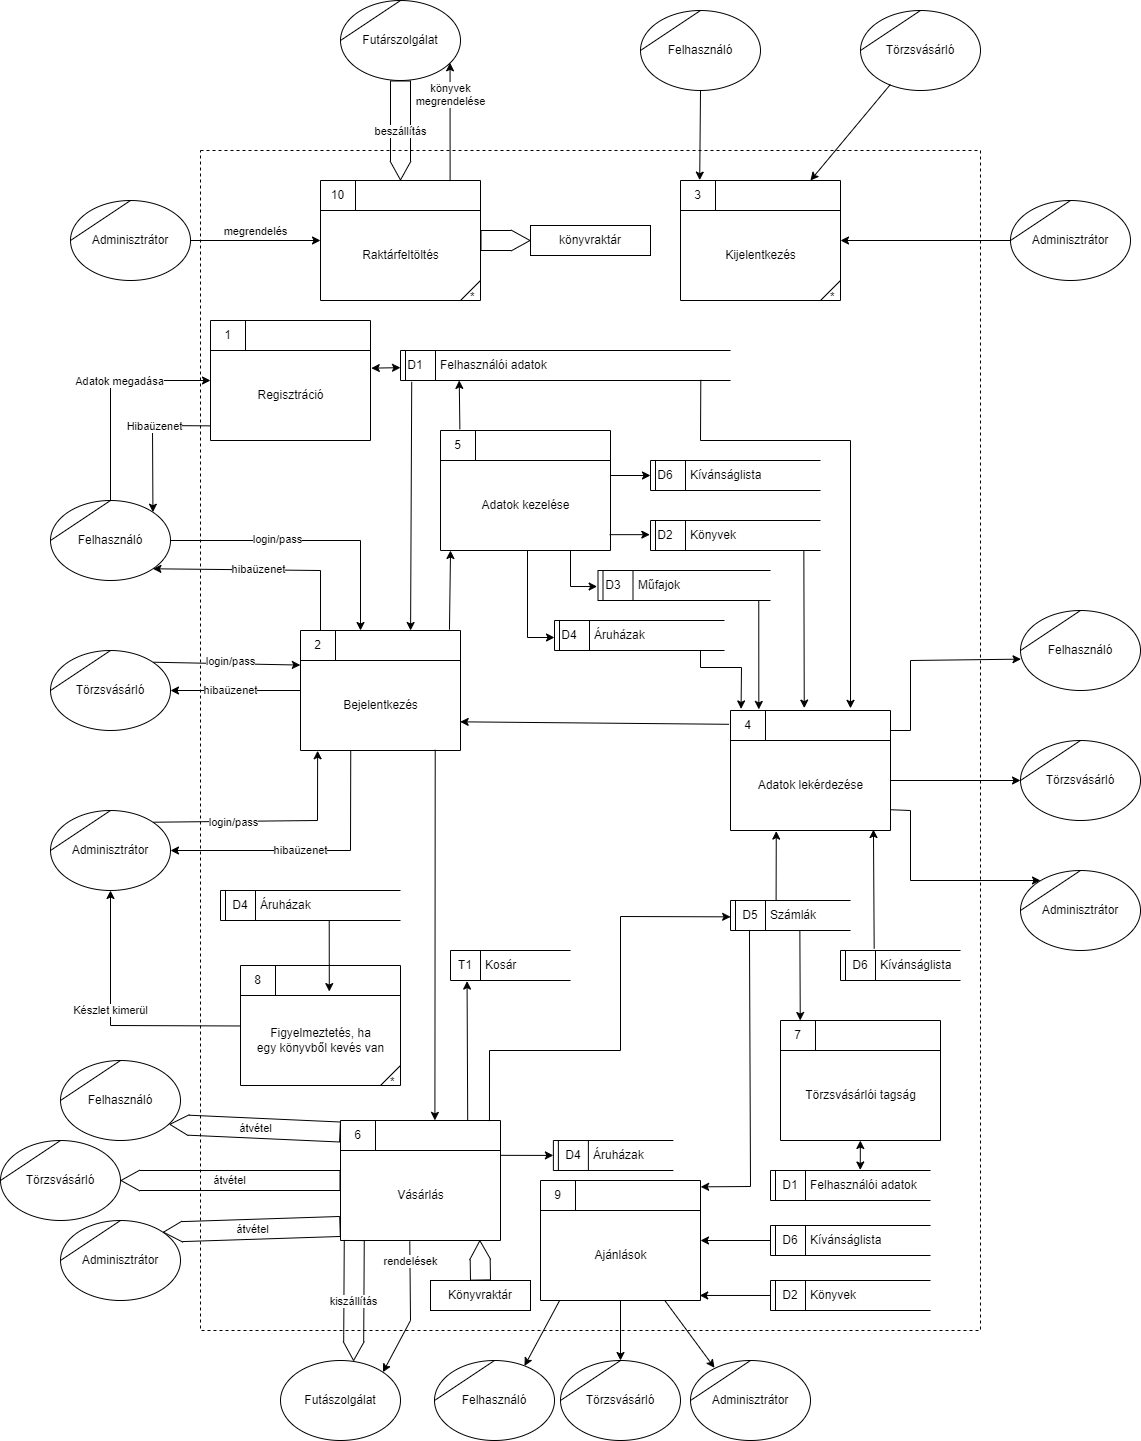 Futárszolgálat
Felhasználó
Törzsvásárló
könyvek
megrendelése
beszállítás
10
Raktárfeltöltés
*
3
Kijelentkezés
*
Adminisztrátor
megrendelés
könyvraktár
Adminisztrátor
1
Regisztráció
D1
Felhasználói adatok
Adatok megadása
Hibaüzenet
5
Adatok kezelése
D6
Kívánságlista
D2
Könyvek
D3
Műfajok
D4
Áruházak
Felhasználó
login/pass
hibaüzenet
2
Bejelentkezés
Törzsvásárló
login/pass
hibaüzenet
Felhasználó
4
Adatok lekérdezése
Törzsvásárló
Adminisztrátor
login/pass
hibaüzenet
Adminisztrátor
D4
Áruházak
D5
Számlák
T1
Kosár
D6
Kívánságlista
8
Figyelmeztetés, ha
egy könyvből kevés van
*
Készlet kimerül
7
Törzsvásárlói tagság
Felhasználó
átvétel
6
Vásárlás
D4
Áruházak
Törzsvásárló
átvétel
D1
Felhasználói adatok
9
Ajánlások
Adminisztrátor
átvétel
D6
Kívánságlista
rendelések
Könyvraktár
D2
Könyvek
kiszállítás
Futászolgálat
Felhasználó
Törzsvásárló
Adminisztrátor